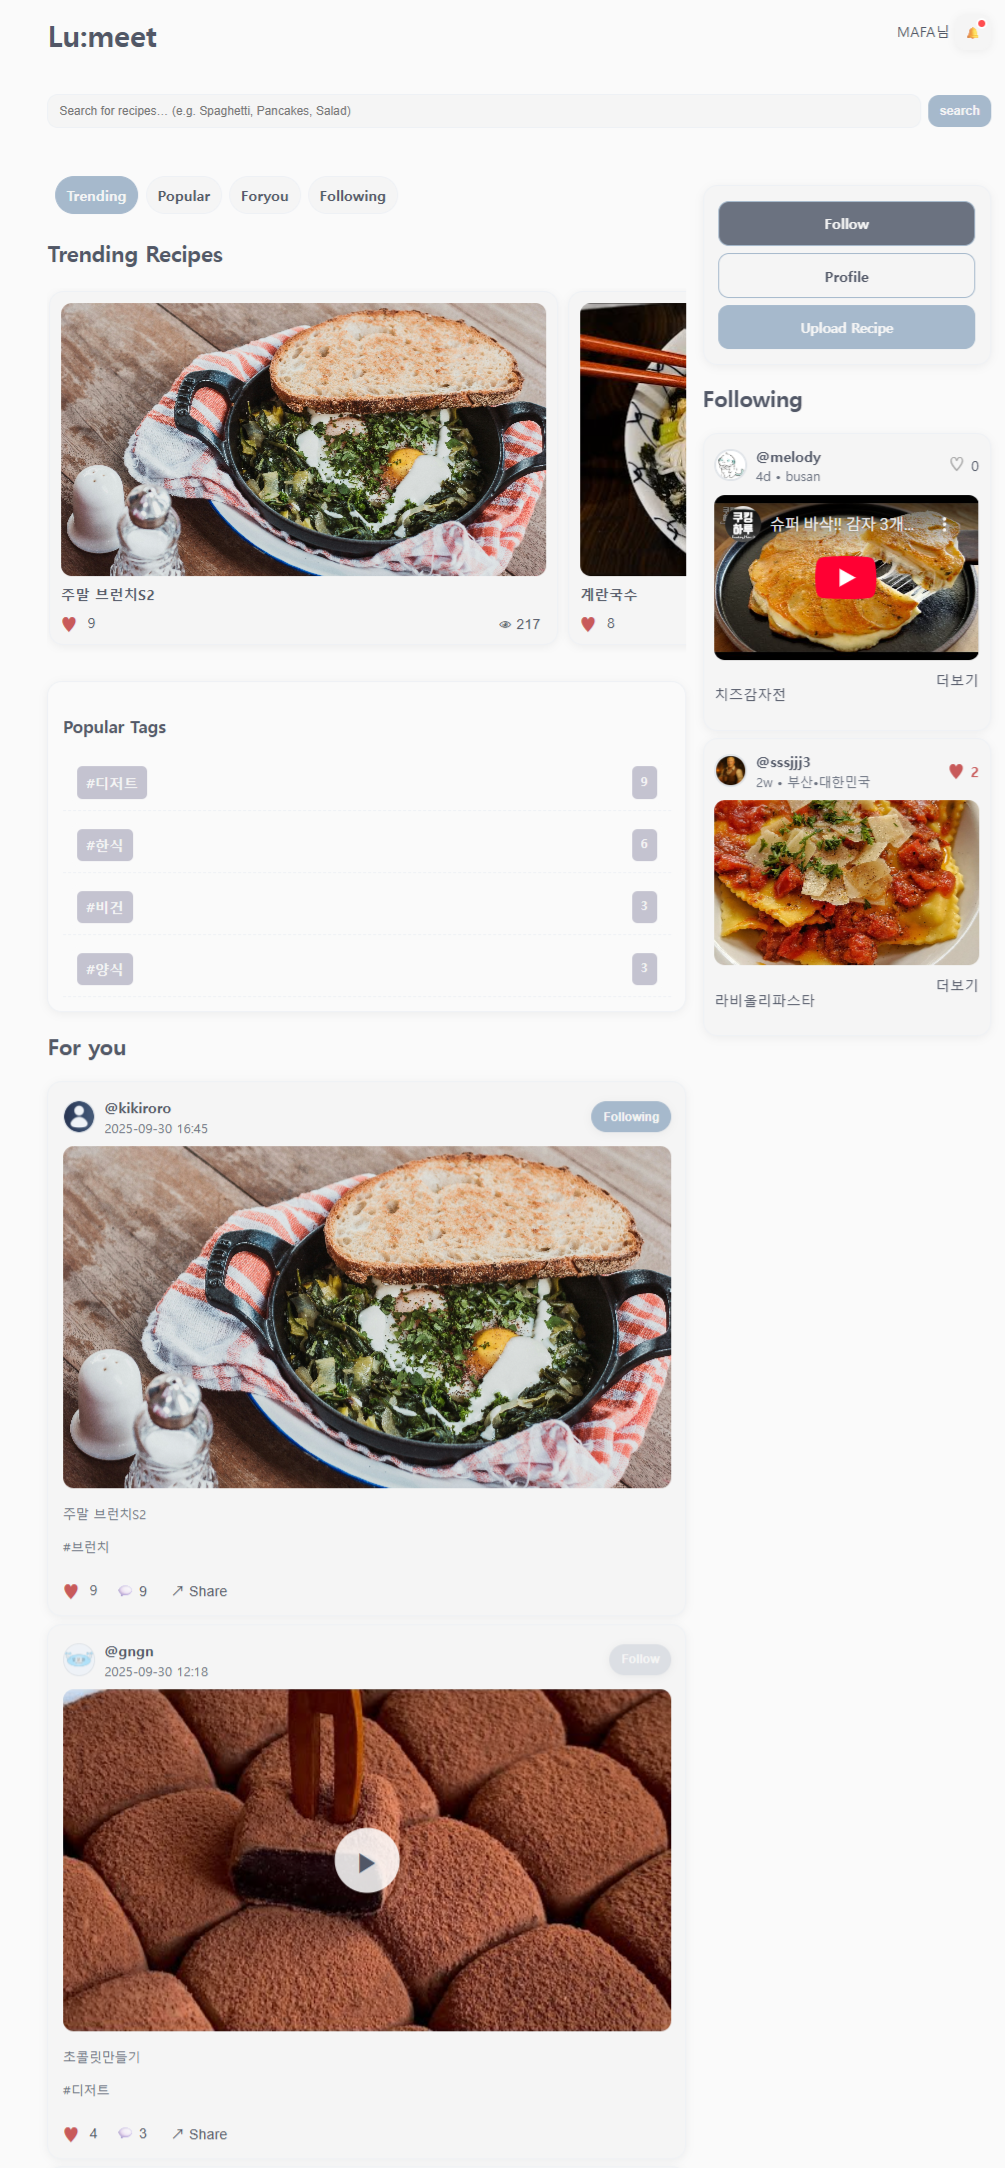 Lu:meet
MAFA님
Search for recipes... (e.g. Spaghetti, Pancakes, Salad)
search
Trending
Popular
Foryou
Following
Trending Recipes
주말 브런치S2
9
217
계란국수
8
Popular Tags
#디저트
9
#한식
6
#비건
3
#양식
3
For you
@kikiroro
2025-09-30 16:45
Following
주말 브런치S2
#브런치
9
9
↗ Share
@gngn
2025-09-30 12:18
Follow
초콜릿만들기
#디저트
4
3
↗ Share
Follow
Profile
Upload Recipe
Following
@melody
4d • busan
0
쿠킹하루
슈퍼 바삭!! 감자 3개...
더보기
치즈감자전
@sssjjj3
2w • 부산•대한민국
2
더보기
라비올리파스타